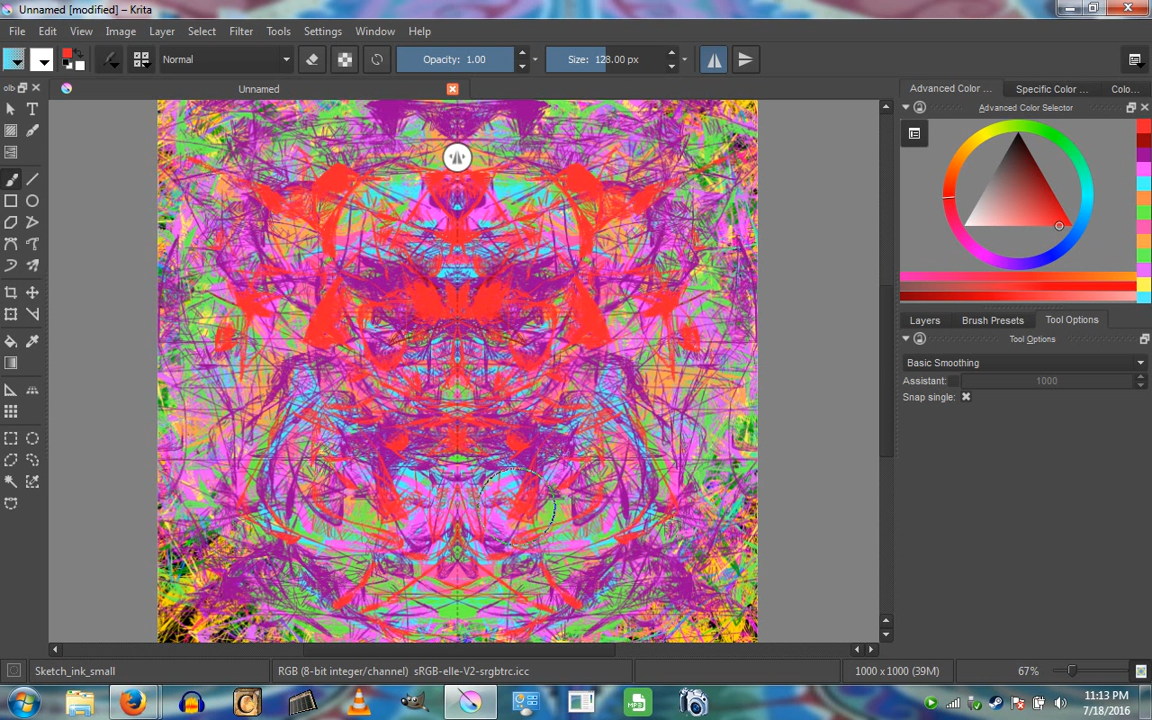 Unnamed [modified] – Krita
File Edit View Image Layer Select Filter Tools Settings Window Help
Normal
Opacity: 1.00
Size: 128.00 px
olb
Unnamed
Advanced Color ...
Specific Color ...
Colo...
Advanced Color Selector
Layers
Brush Presets
Tool Options
Tool Options
Basic Smoothing
Assistant:
1000
Snap single:
Sketch_ink_small
RGB (8-bit integer/channel) sRGB-elle-V2-srgbtrc.icc
1000 x 1000 (39M)
67%
MP3
11:13 PM
7/18/2016